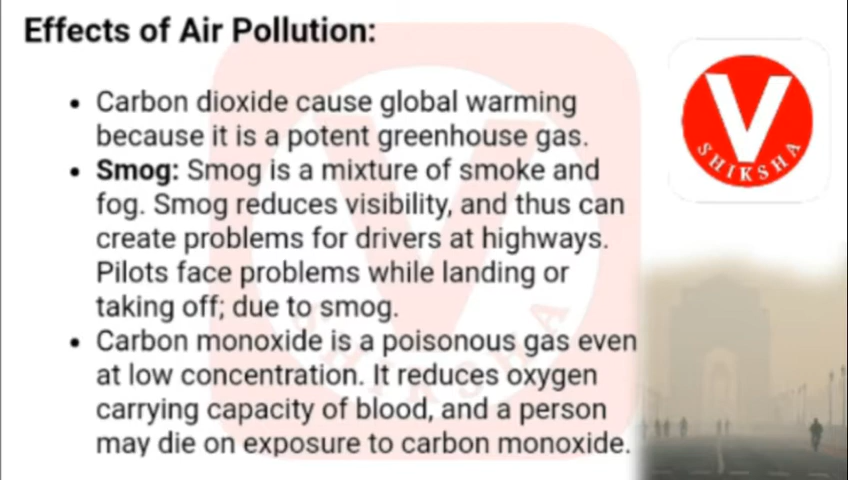 Effects of Air Pollution:
• Carbon dioxide cause global warming
because it is a potent greenhouse gas.
• Smog: Smog is a mixture of smoke and
fog. Smog reduces visibility, and thus can
create problems for drivers at highways.
Pilots face problems while landing or
taking off; due to smog.
• Carbon monoxide is a poisonous gas even
at low concentration. It reduces oxygen
carrying capacity of blood, and a person
may die on exposure to carbon monoxide.
V
SHIKSHA
V
SHIKSHA